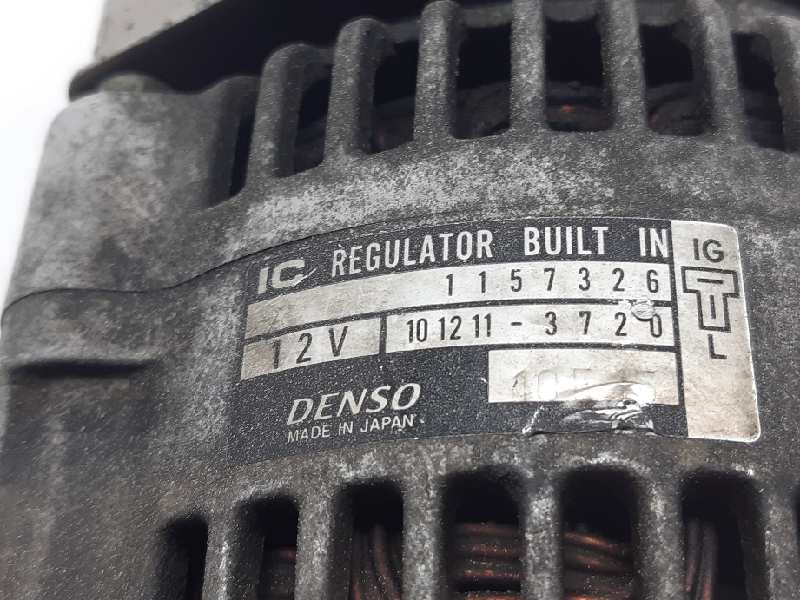 IC REGULATOR BUILT IN
1157326
12V 101211-3720
DENSO
MADE IN JAPAN
IG
L